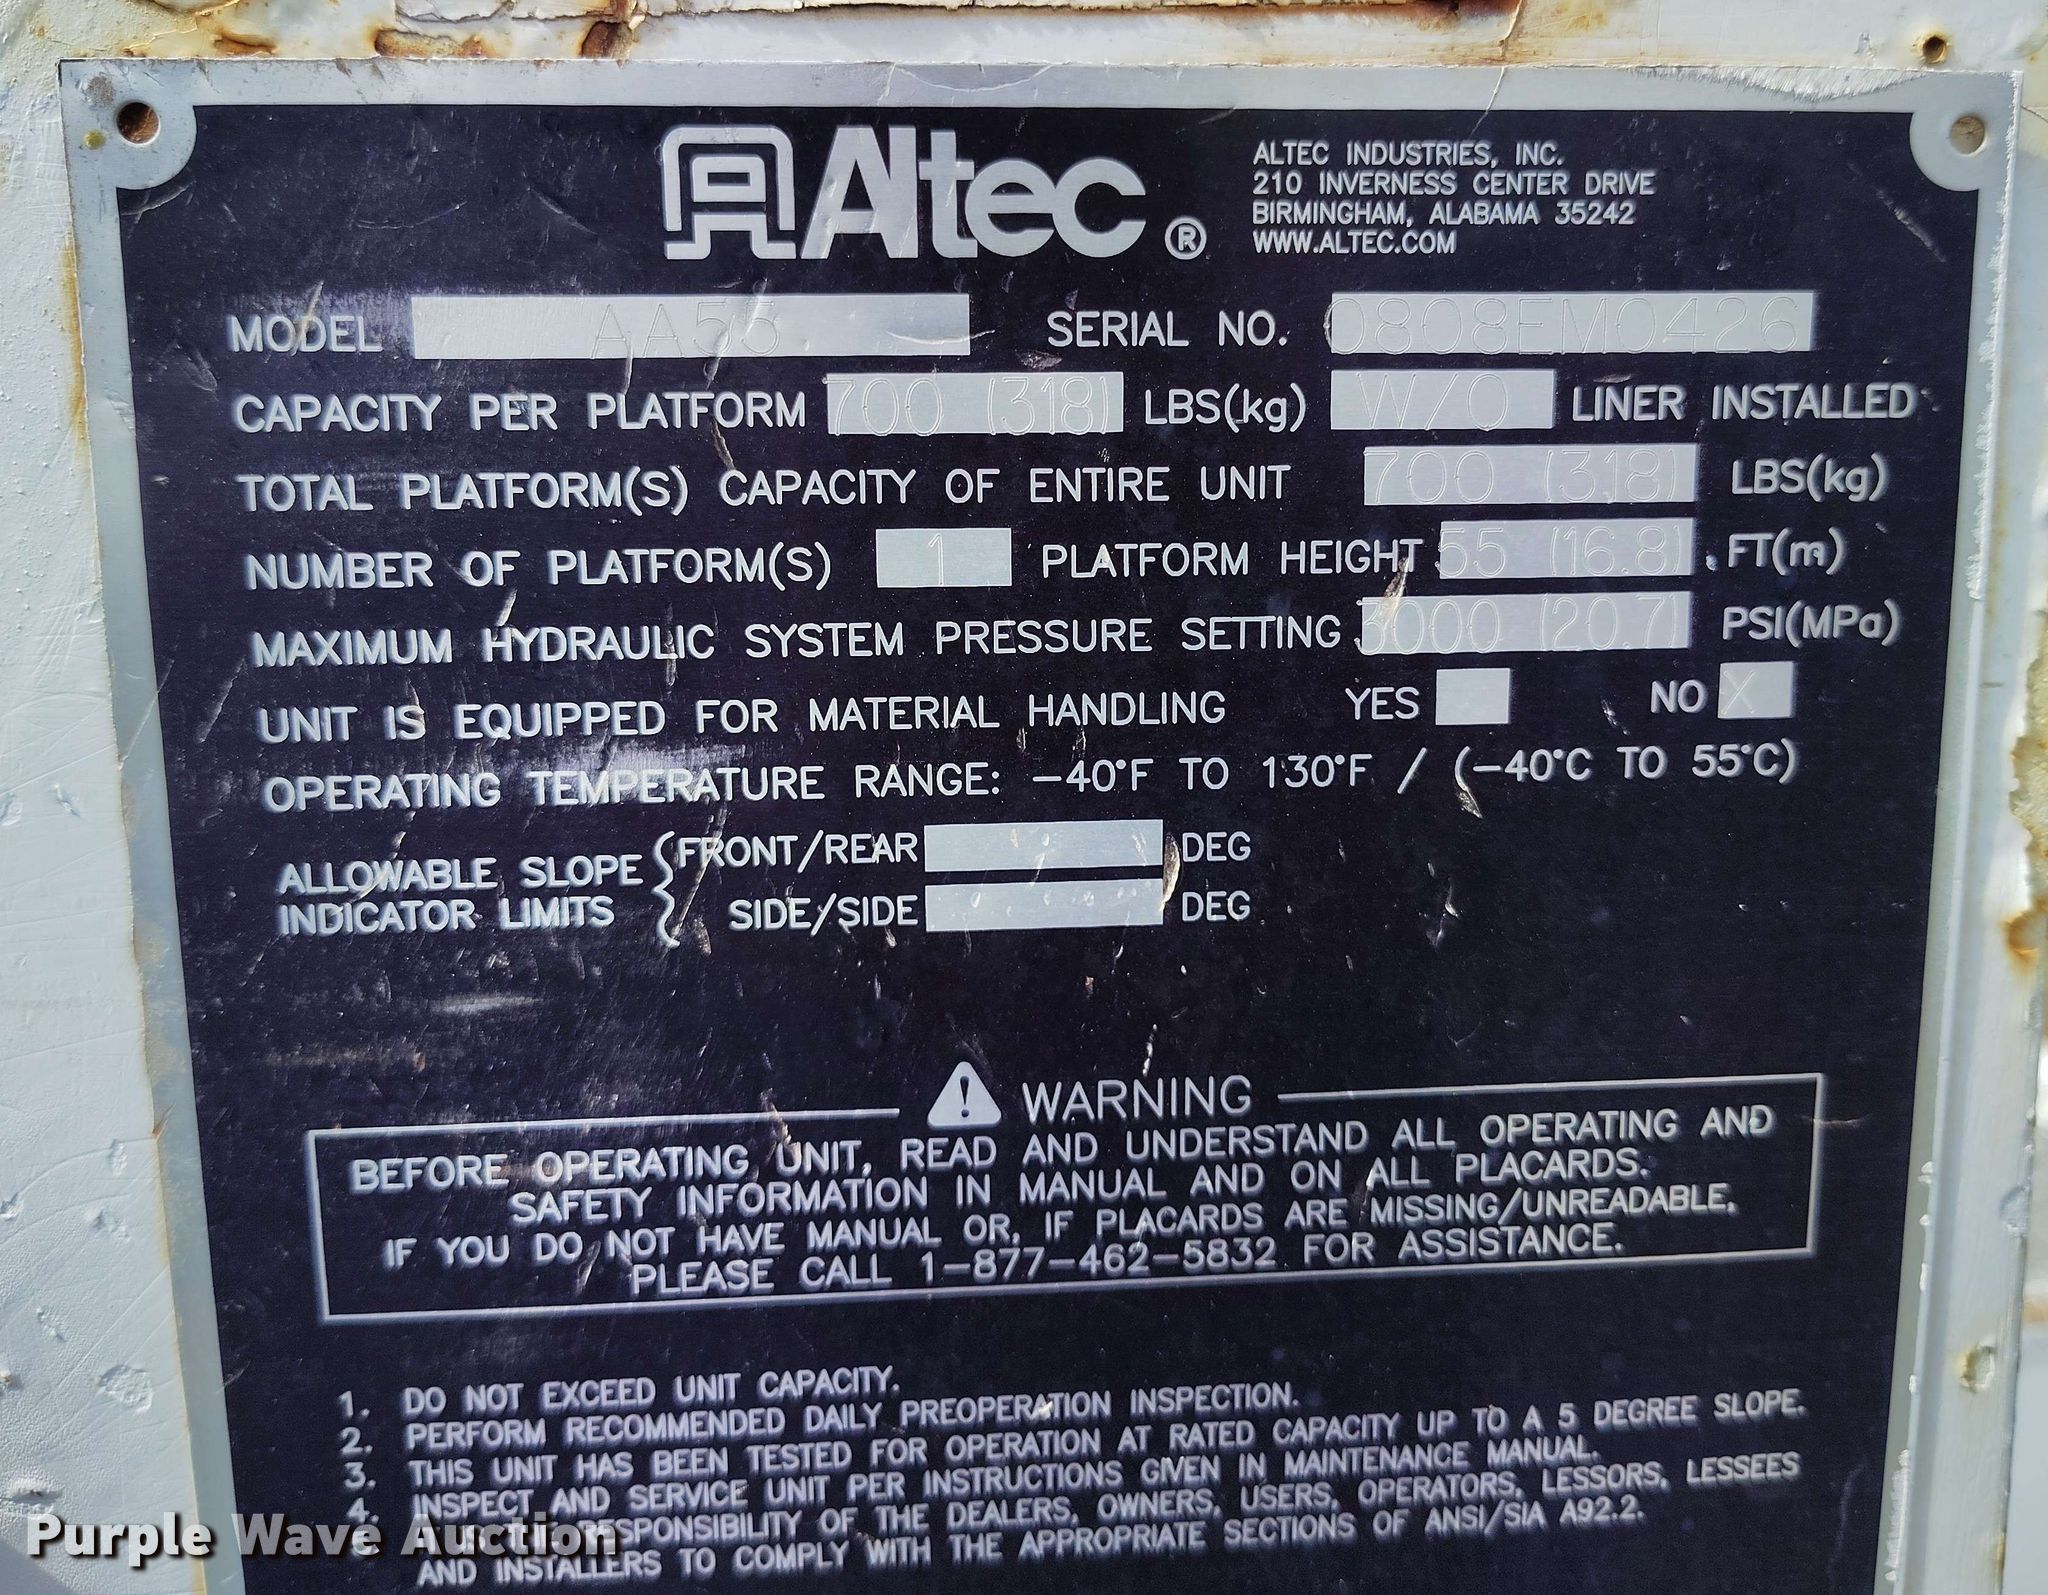 Altec ®
ALTEC INDUSTRIES, INC.
210 INVERNESS CENTER DRIVE
BIRMINGHAM, ALABAMA 35242
WWW.ALTEC.COM
MODEL AA55 SERIAL NO. 0808EM0426
CAPACITY PER PLATFORM 700 (318) LBS(kg) W/O LINER INSTALLED
TOTAL PLATFORM(S) CAPACITY OF ENTIRE UNIT 700 (318) LBS(kg)
NUMBER OF PLATFORM(S) 1 PLATFORM HEIGHT 55 (16.8) FT(m)
MAXIMUM HYDRAULIC SYSTEM PRESSURE SETTING 3000 (20.7) PSI(MPa)
UNIT IS EQUIPPED FOR MATERIAL HANDLING YES NO X
OPERATING TEMPERATURE RANGE: -40°F TO 130°F / (-40°C TO 55°C)
ALLOWABLE SLOPE INDICATOR LIMITS
FRONT/REAR DEG
SIDE/SIDE DEG
! WARNING
BEFORE OPERATING UNIT, READ AND UNDERSTAND ALL OPERATING AND
SAFETY INFORMATION IN MANUAL AND ON ALL PLACARDS.
IF YOU DO NOT HAVE MANUAL OR, IF PLACARDS ARE MISSING/UNREADABLE,
PLEASE CALL 1-877-462-5832 FOR ASSISTANCE.
1. DO NOT EXCEED UNIT CAPACITY.
2. PERFORM RECOMMENDED DAILY PREOPERATION INSPECTION.
3. THIS UNIT HAS BEEN TESTED FOR OPERATION AT RATED CAPACITY UP TO A 5 DEGREE SLOPE.
4. INSPECT AND SERVICE UNIT PER INSTRUCTIONS GIVEN IN MAINTENANCE MANUAL.
RESPONSIBILITY OF THE DEALERS, OWNERS, USERS, OPERATORS, LESSORS, LESSEES
AND INSTALLERS TO COMPLY WITH THE APPROPRIATE SECTIONS OF ANSI/SIA A92.2.
Purple Wave Auction